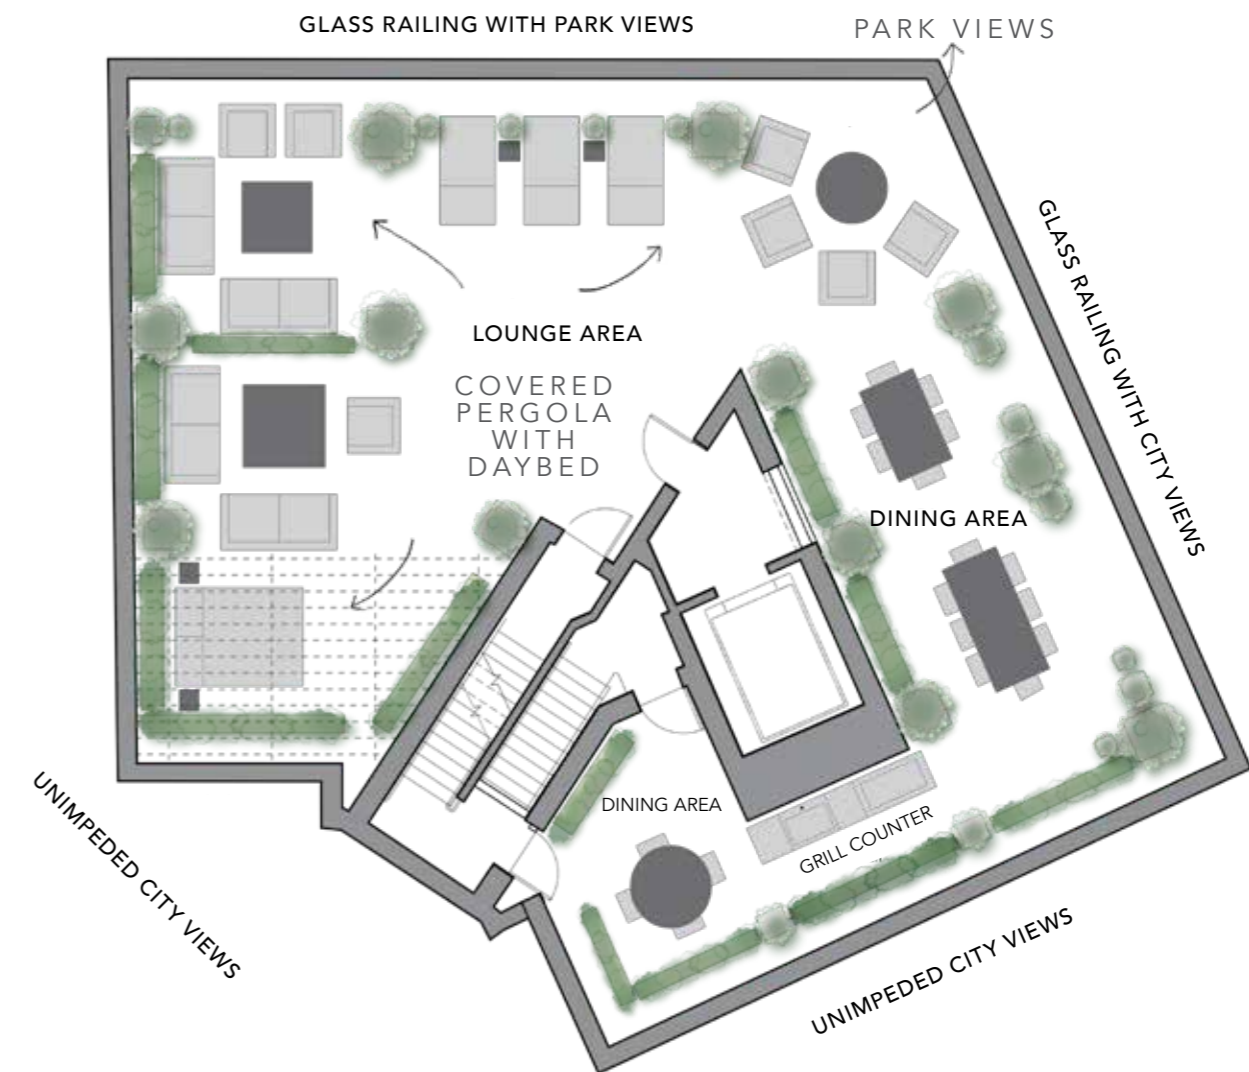 GLASS RAILING WITH PARK VIEWS
PARK VIEWS
GLASS RAILING WITH CITY VIEWS
LOUNGE AREA
COVERED
PERGOLA
WITH
DAYBED
DINING AREA
DINING AREA
GRILL COUNTER
UNIMPEDED CITY VIEWS
UNIMPEDED CITY VIEWS